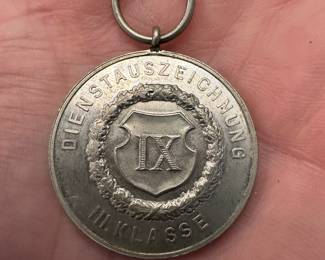 DIENSTAUSZEICHNUNG
IX
III. KLASSE